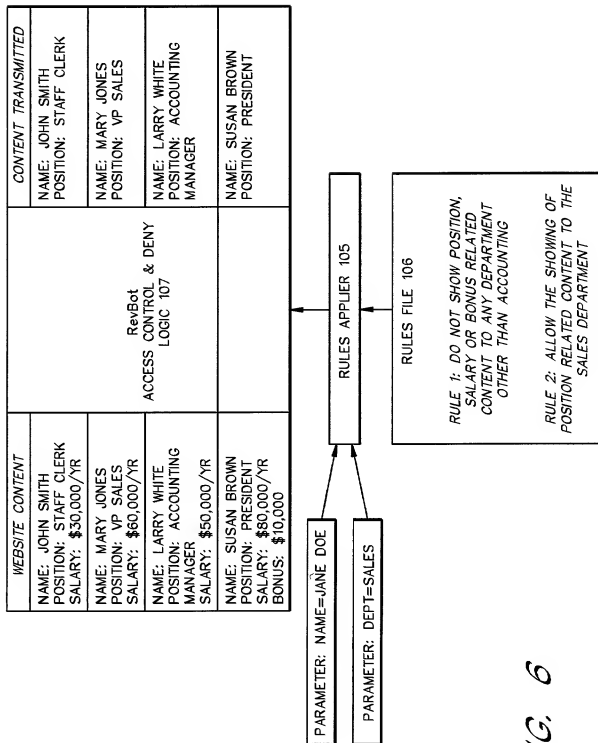 WEBSITE CONTENT
NAME: JOHN SMITH
POSITION: STAFF CLERK
SALARY: $30,000/YR
NAME: MARY JONES
POSITION: VP SALES
SALARY: $60,000/YR
NAME: LARRY WHITE
POSITION: ACCOUNTING
MANAGER
SALARY: $50,000/YR
NAME: SUSAN BROWN
POSITION: PRESIDENT
SALARY: $80,000/YR
BONUS: $10,000
RevBot
ACCESS CONTROL & DENY
LOGIC 107
CONTENT TRANSMITTED
NAME: JOHN SMITH
POSITION: STAFF CLERK
NAME: MARY JONES
POSITION: VP SALES
NAME: LARRY WHITE
POSITION: ACCOUNTING
MANAGER
NAME: SUSAN BROWN
POSITION: PRESIDENT
PARAMETER: NAME=JANE DOE
PARAMETER: DEPT=SALES
RULES APPLIER 105
RULES FILE 106
RULE 1: DO NOT SHOW POSITION,
SALARY OR BONUS RELATED
CONTENT TO ANY DEPARTMENT
OTHER THAN ACCOUNTING
RULE 2: ALLOW THE SHOWING OF
POSITION RELATED CONTENT TO THE
SALES DEPARTMENT
G. 6